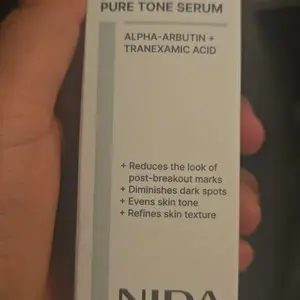 PURE TONE SERUM
ALPHA-ARBUTIN +
TRANEXAMIC ACID
+ Reduces the look of
post-breakout marks
+ Diminishes dark spots
+ Evens skin tone
+ Refines skin texture
NIDA